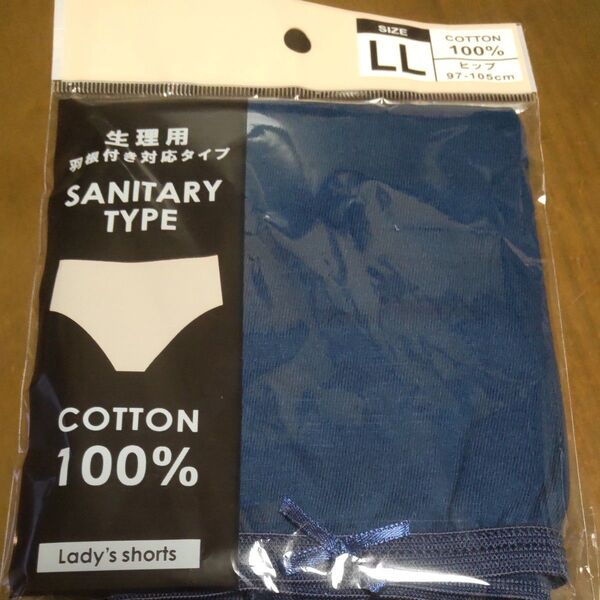 SIZE
LL
COTTON
100%
ヒップ
97-105cm
生理用
羽根付き対応タイプ
SANITARY
TYPE
COTTON
100%
Lady's shorts